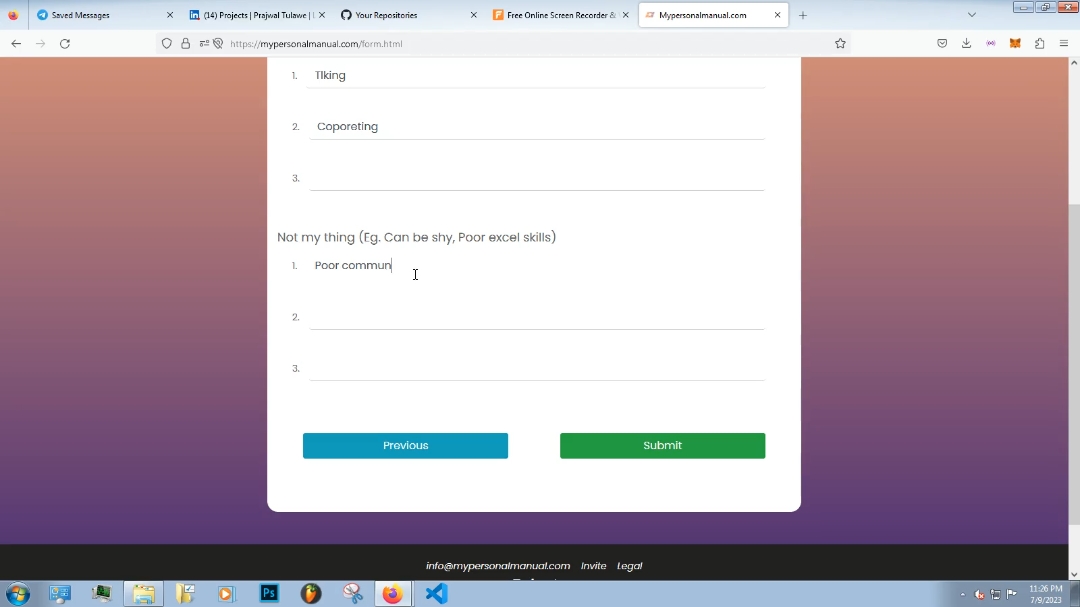 Saved Messages
(14) Projects | Prajwal Tulawe | L
Your Repositories
Free Online Screen Recorder &
Mypersonalmanual.com
https://mypersonalmanual.com/form.html
1. Tlking
2. Coporeting
3.
Not my thing (Eg. Can be shy, Poor excel skills)
1. Poor commun
2.
3.
Previous
Submit
info@mypersonalmanual.com Invite Legal
Ps
11:26 PM
7/9/2023